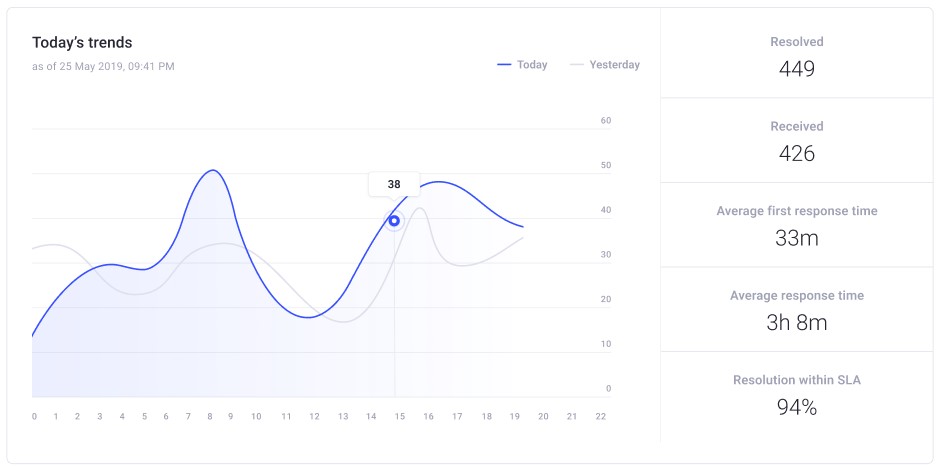 Today's trends
as of 25 May 2019, 09:41 PM
Today
Yesterday
60
50
38
40
30
20
10
0
0 1 2 3 4 5 6 7 8 9 10 11 12 13 14 15 16 17 18 19 20 21 22
Resolved
449
Received
426
Average first response time
33m
Average response time
3h 8m
Resolution within SLA
94%